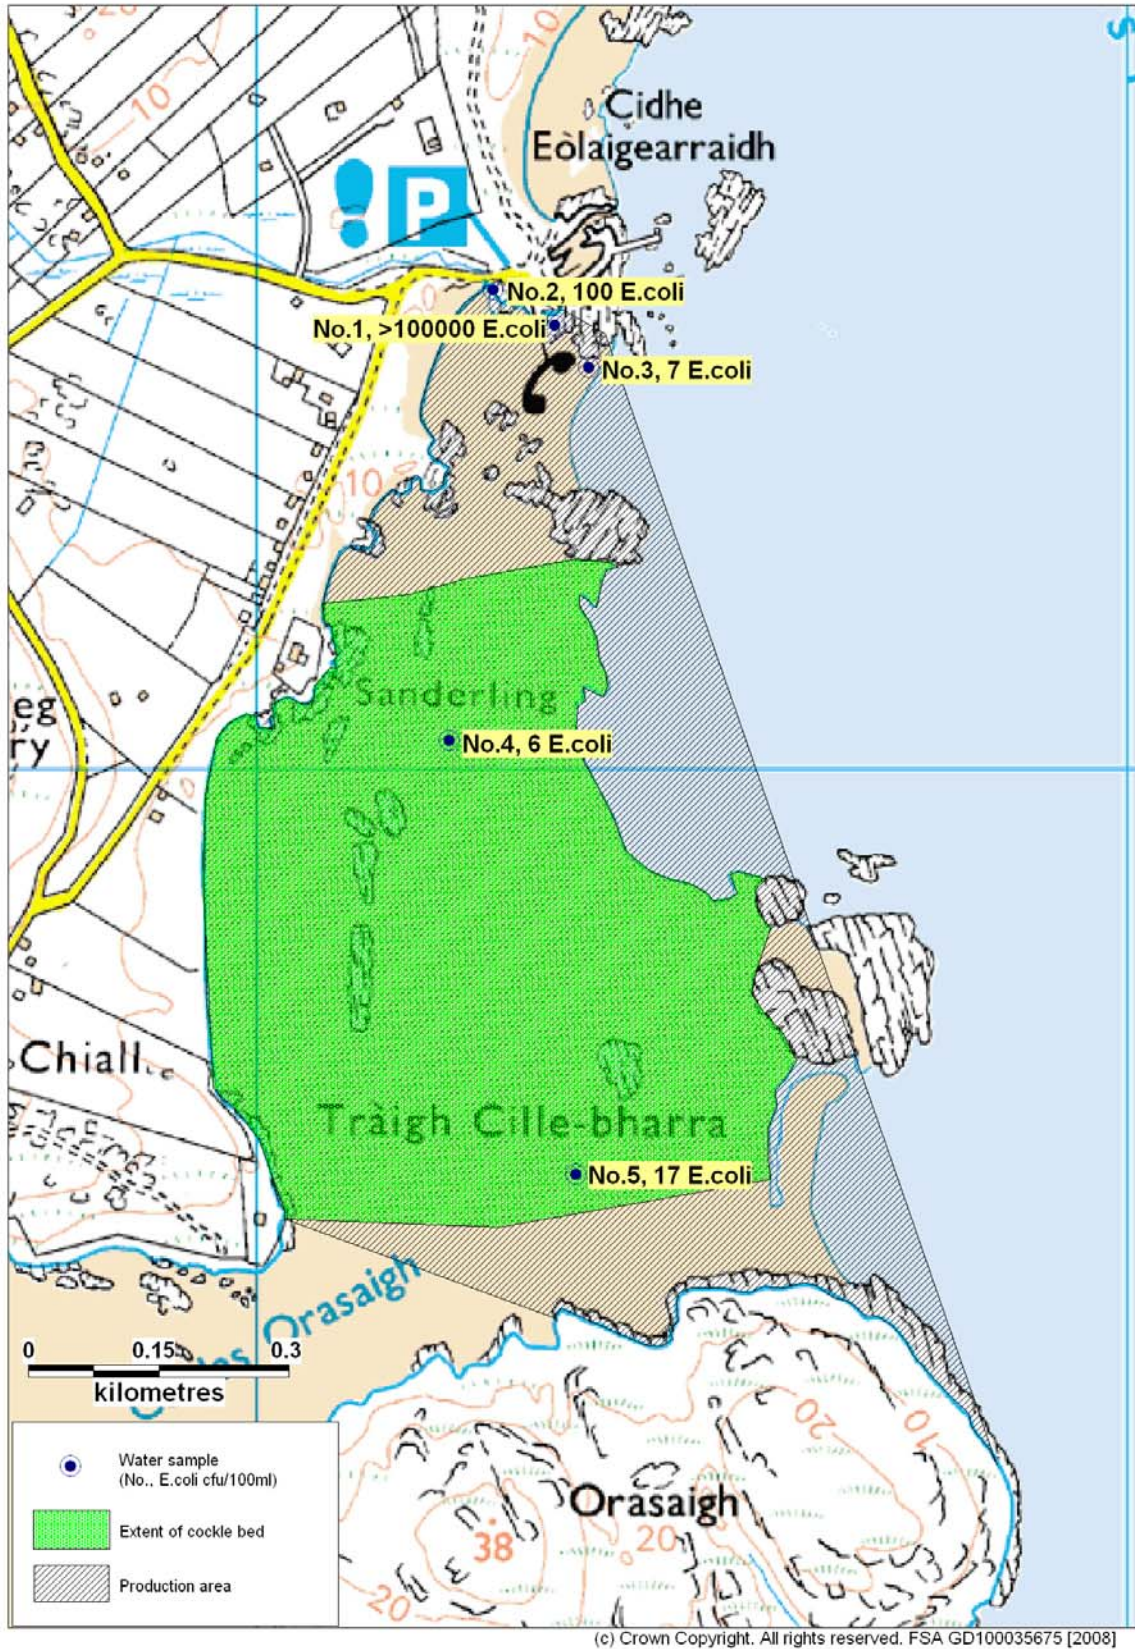 10
Cidhe
Eòlaigearraidh
10
P
No.2, 100 E.coli
No.1, >100000 E.coli
No.3, 7 E.coli
10
Sanderling
No.4, 6 E.coli
Chiall
Tràigh Cille-bharra
No.5, 17 E.coli
Orasaigh
0 0.15 0.3
kilometres
20
10
Water sample
(No., E.coli cfu/100ml)
Extent of cockle bed
Production area
Orasaigh
38
20
20
(c) Crown Copyright. All rights reserved. FSA GD100035675 [2008]